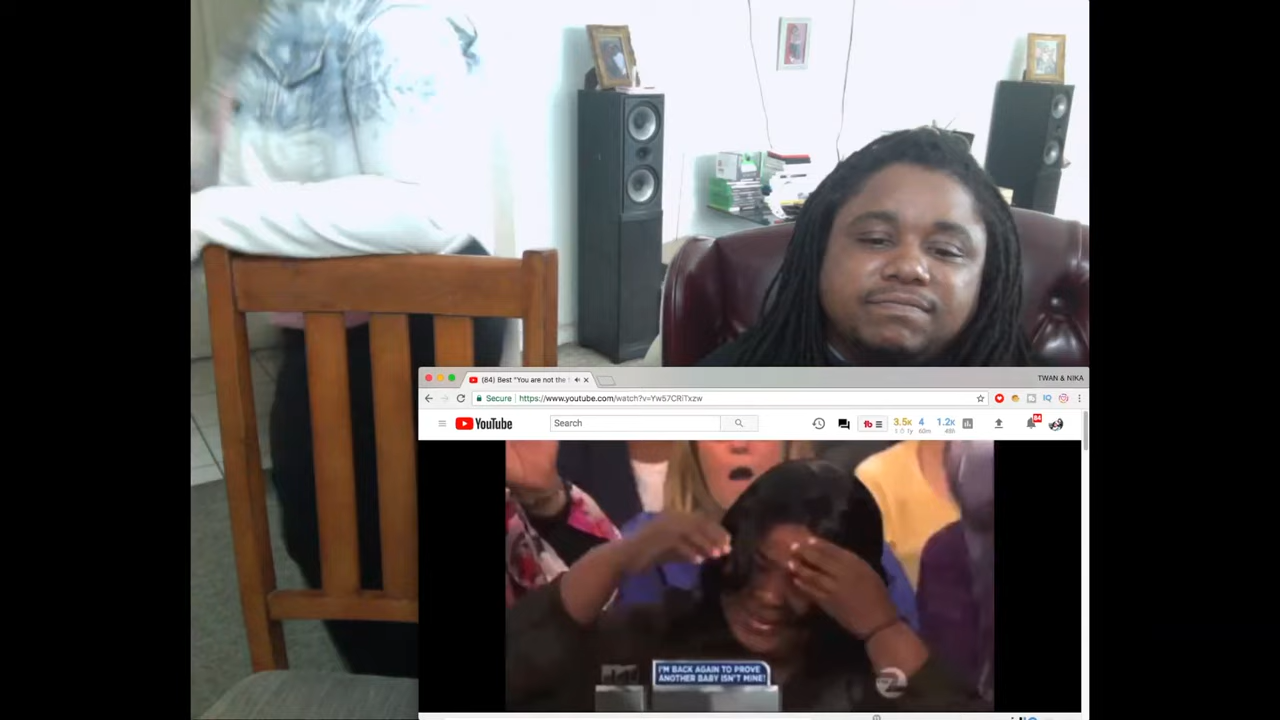 (84) Best "You are not the
TWAN & NIKA
Secure https://www.youtube.com/watch?v=Yw57CRiTxzw
YouTube
Search
3.5k 4 1.2k
84
I'M BACK AGAIN TO PROVE
ANOTHER BABY ISN'T MINE!